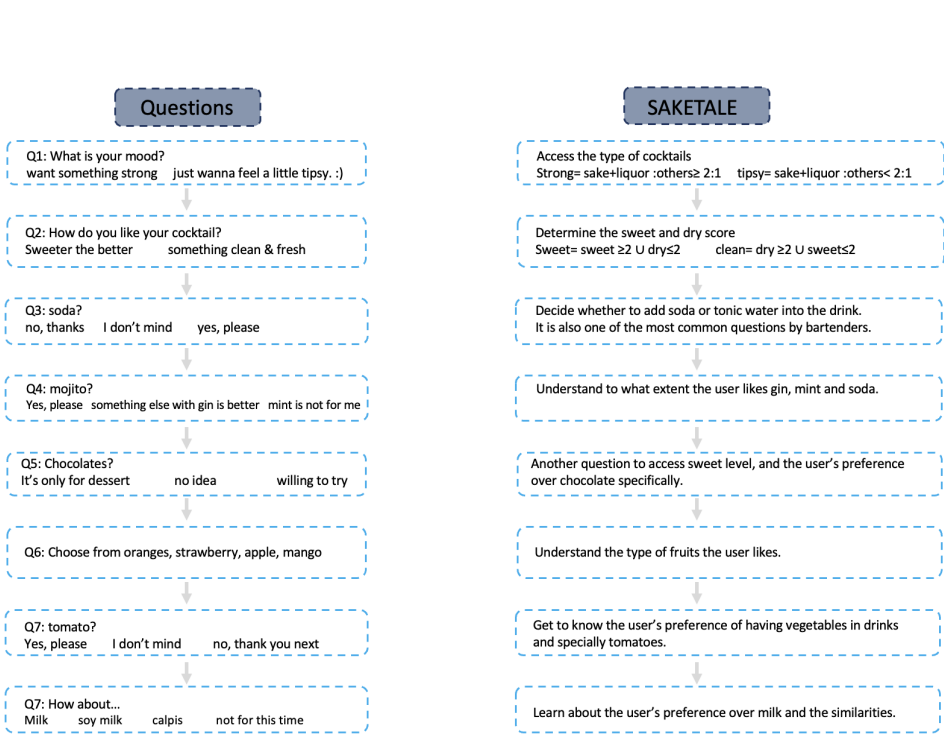 Questions
Q1: What is your mood?
want something strong just wanna feel a little tipsy. :)
Q2: How do you like your cocktail?
Sweeter the better something clean & fresh
Q3: soda?
no, thanks I don't mind yes, please
Q4: mojito?
Yes, please something else with gin is better mint is not for me
Q5: Chocolates?
It's only for dessert no idea willing to try
Q6: Choose from oranges, strawberry, apple, mango
Q7: tomato?
Yes, please I don't mind no, thank you next
Q7: How about...
Milk soy milk calpis not for this time
SAKETALE
Access the type of cocktails
Strong= sake+liquor :others≥ 2:1 tipsy= sake+liquor :others< 2:1
Determine the sweet and dry score
Sweet= sweet ≥2 U dry≤2 clean= dry ≥2 U sweet≤2
Decide whether to add soda or tonic water into the drink.
It is also one of the most common questions by bartenders.
Understand to what extent the user likes gin, mint and soda.
Another question to access sweet level, and the user's preference
over chocolate specifically.
Understand the type of fruits the user likes.
Get to know the user's preference of having vegetables in drinks
and specially tomatoes.
Learn about the user's preference over milk and the similarities.